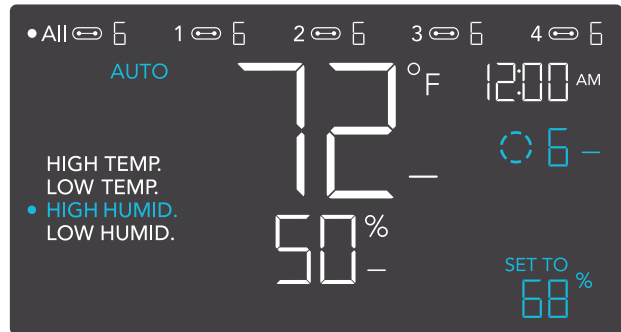 All 6 1 6 2 6 3 6 4 6
AUTO
72 °F
12:00 AM
6 –
HIGH TEMP.
LOW TEMP.
• HIGH HUMID.
LOW HUMID.
50 %
SET TO
68 %